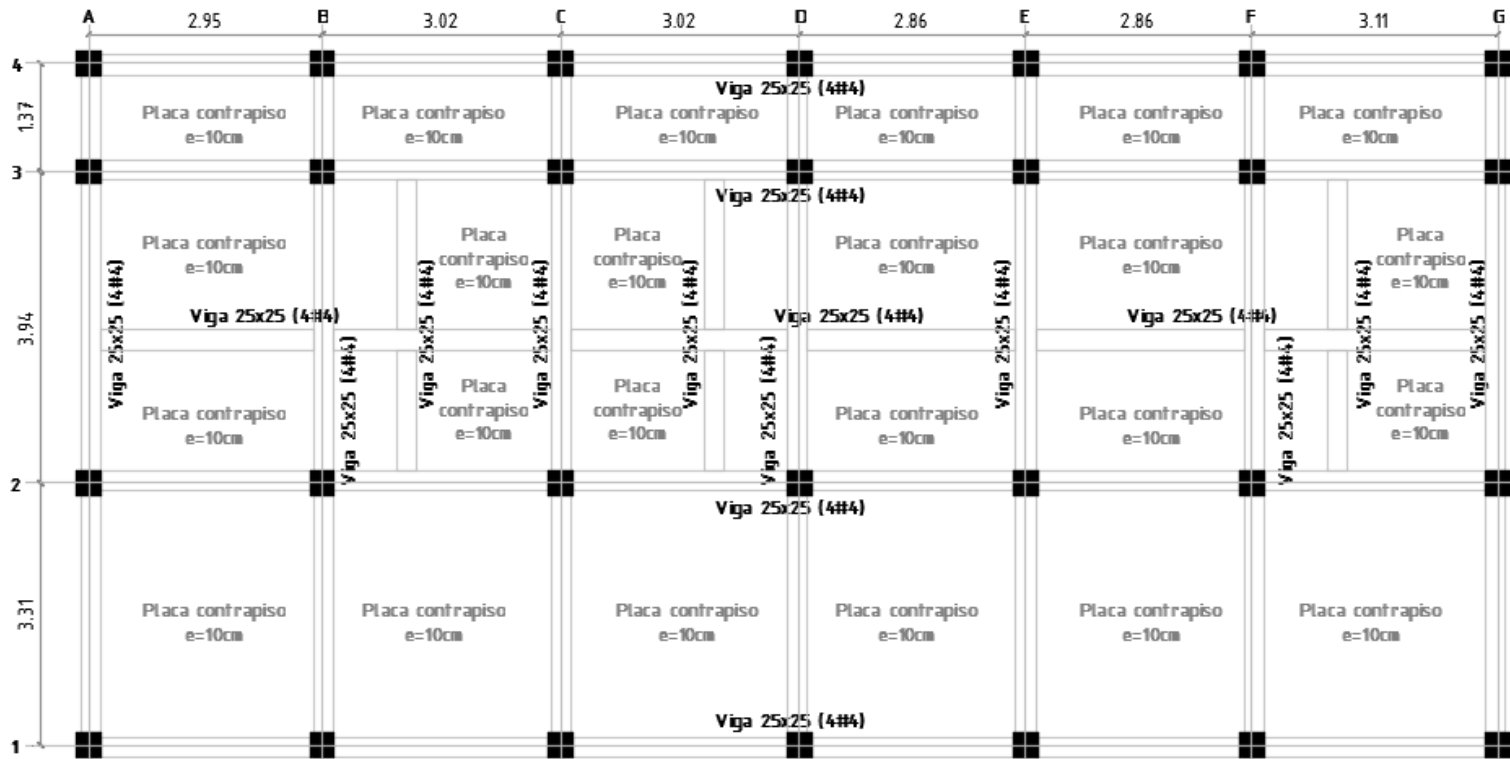 A B C D E F G
2.95 3.02 3.02 2.86 2.86 3.11
4
Viga 25x25 (4#4)
Placa contrapiso
e=10cm
Placa contrapiso
e=10cm
Placa contrapiso
e=10cm
Placa contrapiso
e=10cm
Placa contrapiso
e=10cm
Placa contrapiso
e=10cm
1.37
3
Viga 25x25 (4#4)
Placa contrapiso
e=10cm
Placa
contrapiso
e=10cm
Placa
contrapiso
e=10cm
Placa contrapiso
e=10cm
Placa contrapiso
e=10cm
Placa
contrapiso
e=10cm
Viga 25x25 (4#4)
Viga 25x25 (4#4)
Viga 25x25 (4#4)
Viga 25x25 (4#4)
Viga 25x25 (4#4)
Viga 25x25 (4#4)
Viga 25x25 (4#4)
3.94
Viga 25x25 (4#4)
Viga 25x25 (4#4)
Viga 25x25 (4#4)
Viga 25x25 (4#4)
Viga 25x25 (4#4)
Viga 25x25 (4#4)
Placa contrapiso
e=10cm
Placa
contrapiso
e=10cm
Placa
contrapiso
e=10cm
Placa contrapiso
e=10cm
Placa contrapiso
e=10cm
Placa
contrapiso
e=10cm
2
Viga 25x25 (4#4)
3.31
Placa contrapiso
e=10cm
Placa contrapiso
e=10cm
Placa contrapiso
e=10cm
Placa contrapiso
e=10cm
Placa contrapiso
e=10cm
Placa contrapiso
e=10cm
Viga 25x25 (4#4)
1